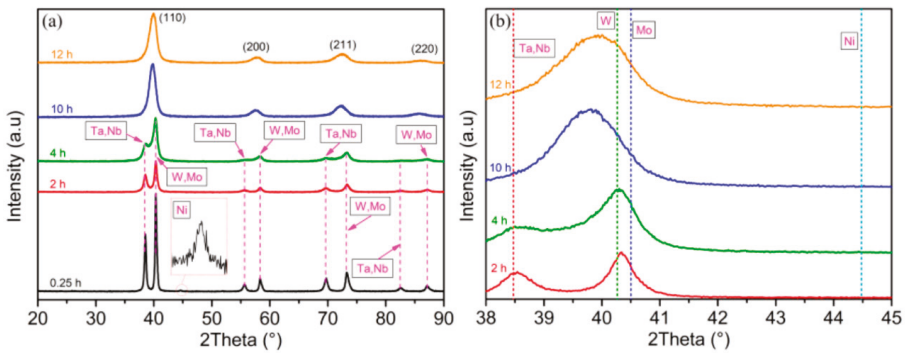 (a)
(110)
(200)
(211)
(220)
12 h
10 h
Ta,Nb
Ta,Nb
W,Mo
Ta,Nb
W,Mo
4 h
W,Mo
2 h
Ni
W,Mo
Ta,Nb
0.25 h
Intensity (a.u)
20 30 40 50 60 70 80 90
2Theta (°)
(b)
W
Mo
Ni
Ta,Nb
12 h
10 h
4 h
2 h
Intensity (a.u)
38 39 40 41 42 43 44 45
2Theta (°)